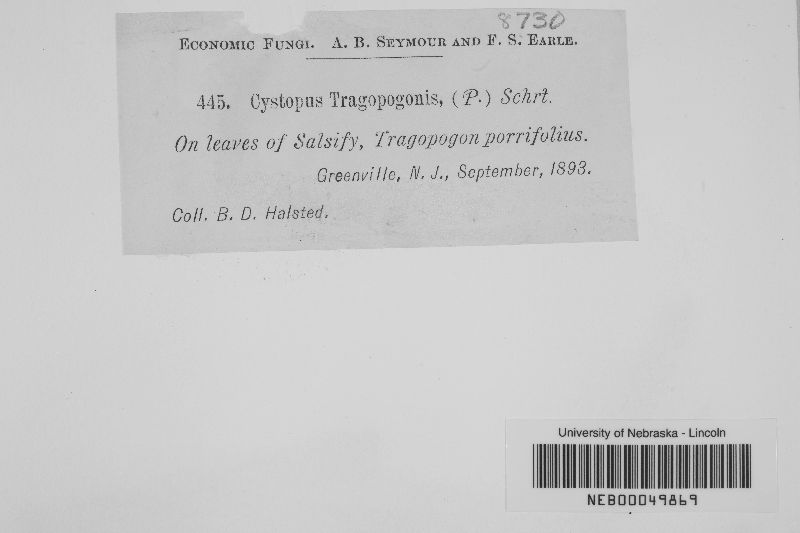 8730
Economic Fungi. A. B. Seymour and F. S. Earle.
445. Cystopus Tragopogonis, (P.) Schrt.
On leaves of Salsify, Tragopogon porrifolius.
Greenville, N. J., September, 1893.
Coll. B. D. Halsted.
University of Nebraska - Lincoln
NEB00049869